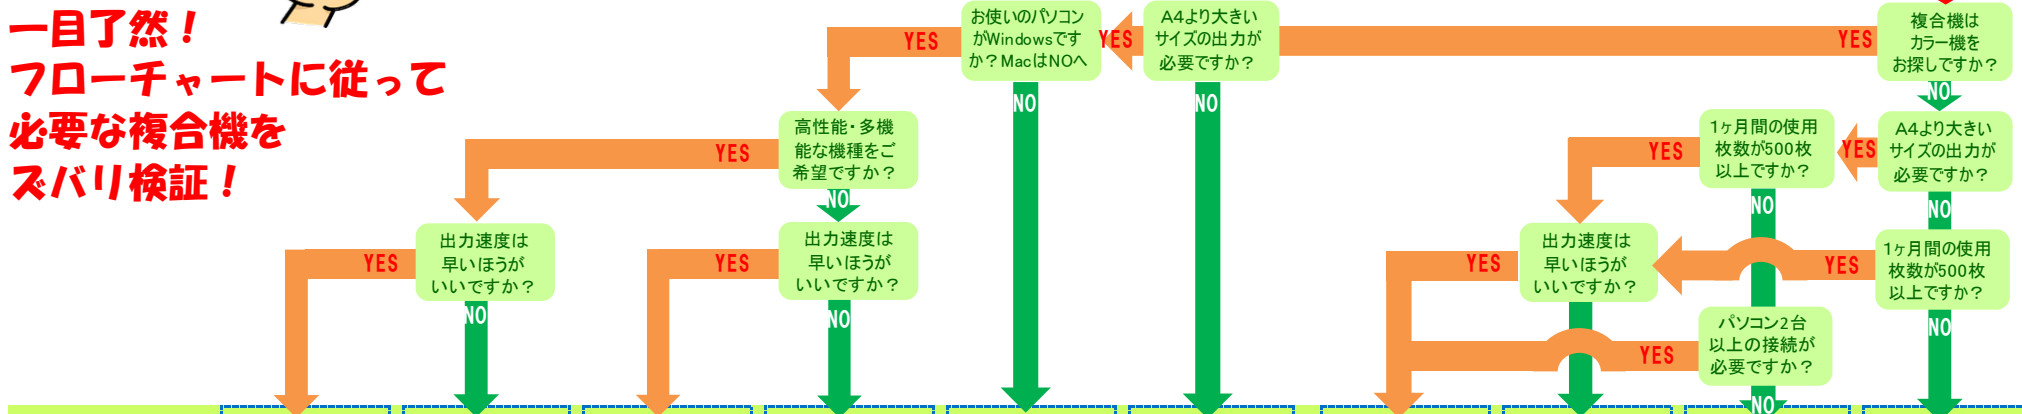 一目了然！
フローチャートに従って
必要な複合機を
ズバリ検証！
複合機は
カラー機を
お探しですか？
YES
NO
A4より大きい
サイズの出力が
必要ですか？
YES
NO
お使いのパソコン
がWindowsです
か？MacはNOへ
YES
NO
高性能・多機
能な機種をご
希望ですか？
YES
NO
出力速度は
早いほうが
いいですか？
YES
NO
出力速度は
早いほうが
いいですか？
YES
NO
A4より大きい
サイズの出力が
必要ですか？
YES
NO
1ヶ月間の使用
枚数が500枚
以上ですか？
YES
NO
1ヶ月間の使用
枚数が500枚
以上ですか？
YES
NO
出力速度は
早いほうが
いいですか？
YES
パソコン2台
以上の接続が
必要ですか？
YES
NO